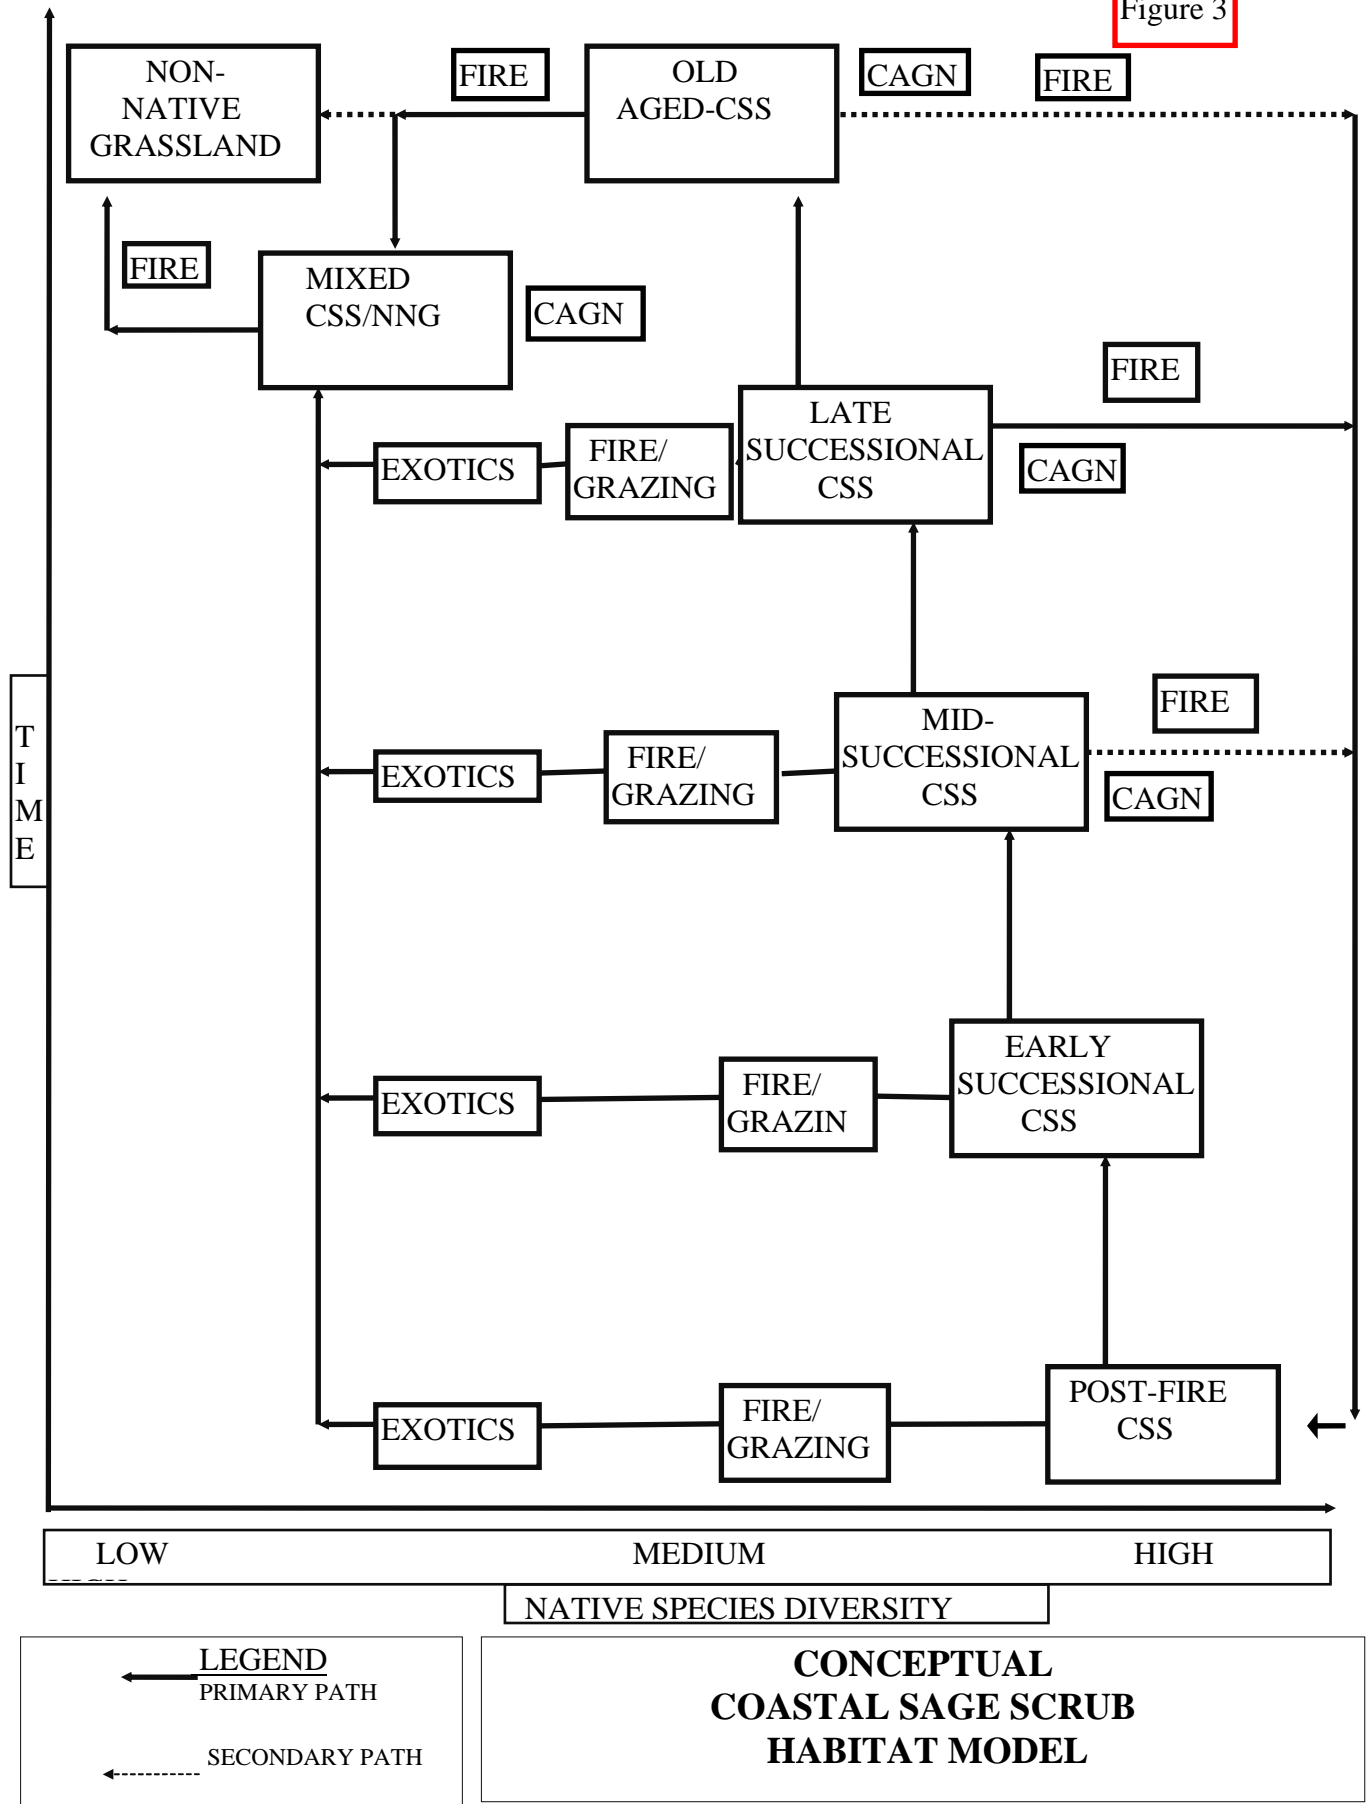 Figure 3
NON-
NATIVE
GRASSLAND
FIRE
OLD
AGED-CSS
CAGN
FIRE
FIRE
MIXED
CSS/NNG
CAGN
FIRE
LATE
SUCCESSIONAL
CSS
FIRE/
GRAZING
EXOTICS
CAGN
FIRE
MID-
SUCCESSIONAL
CSS
FIRE/
GRAZING
EXOTICS
CAGN
T
I
M
E
EARLY
SUCCESSIONAL
CSS
FIRE/
GRAZIN
EXOTICS
POST-FIRE
CSS
FIRE/
GRAZING
EXOTICS
LOW MEDIUM HIGH
NATIVE SPECIES DIVERSITY
LEGEND
PRIMARY PATH
SECONDARY PATH
CONCEPTUAL
COASTAL SAGE SCRUB
HABITAT MODEL